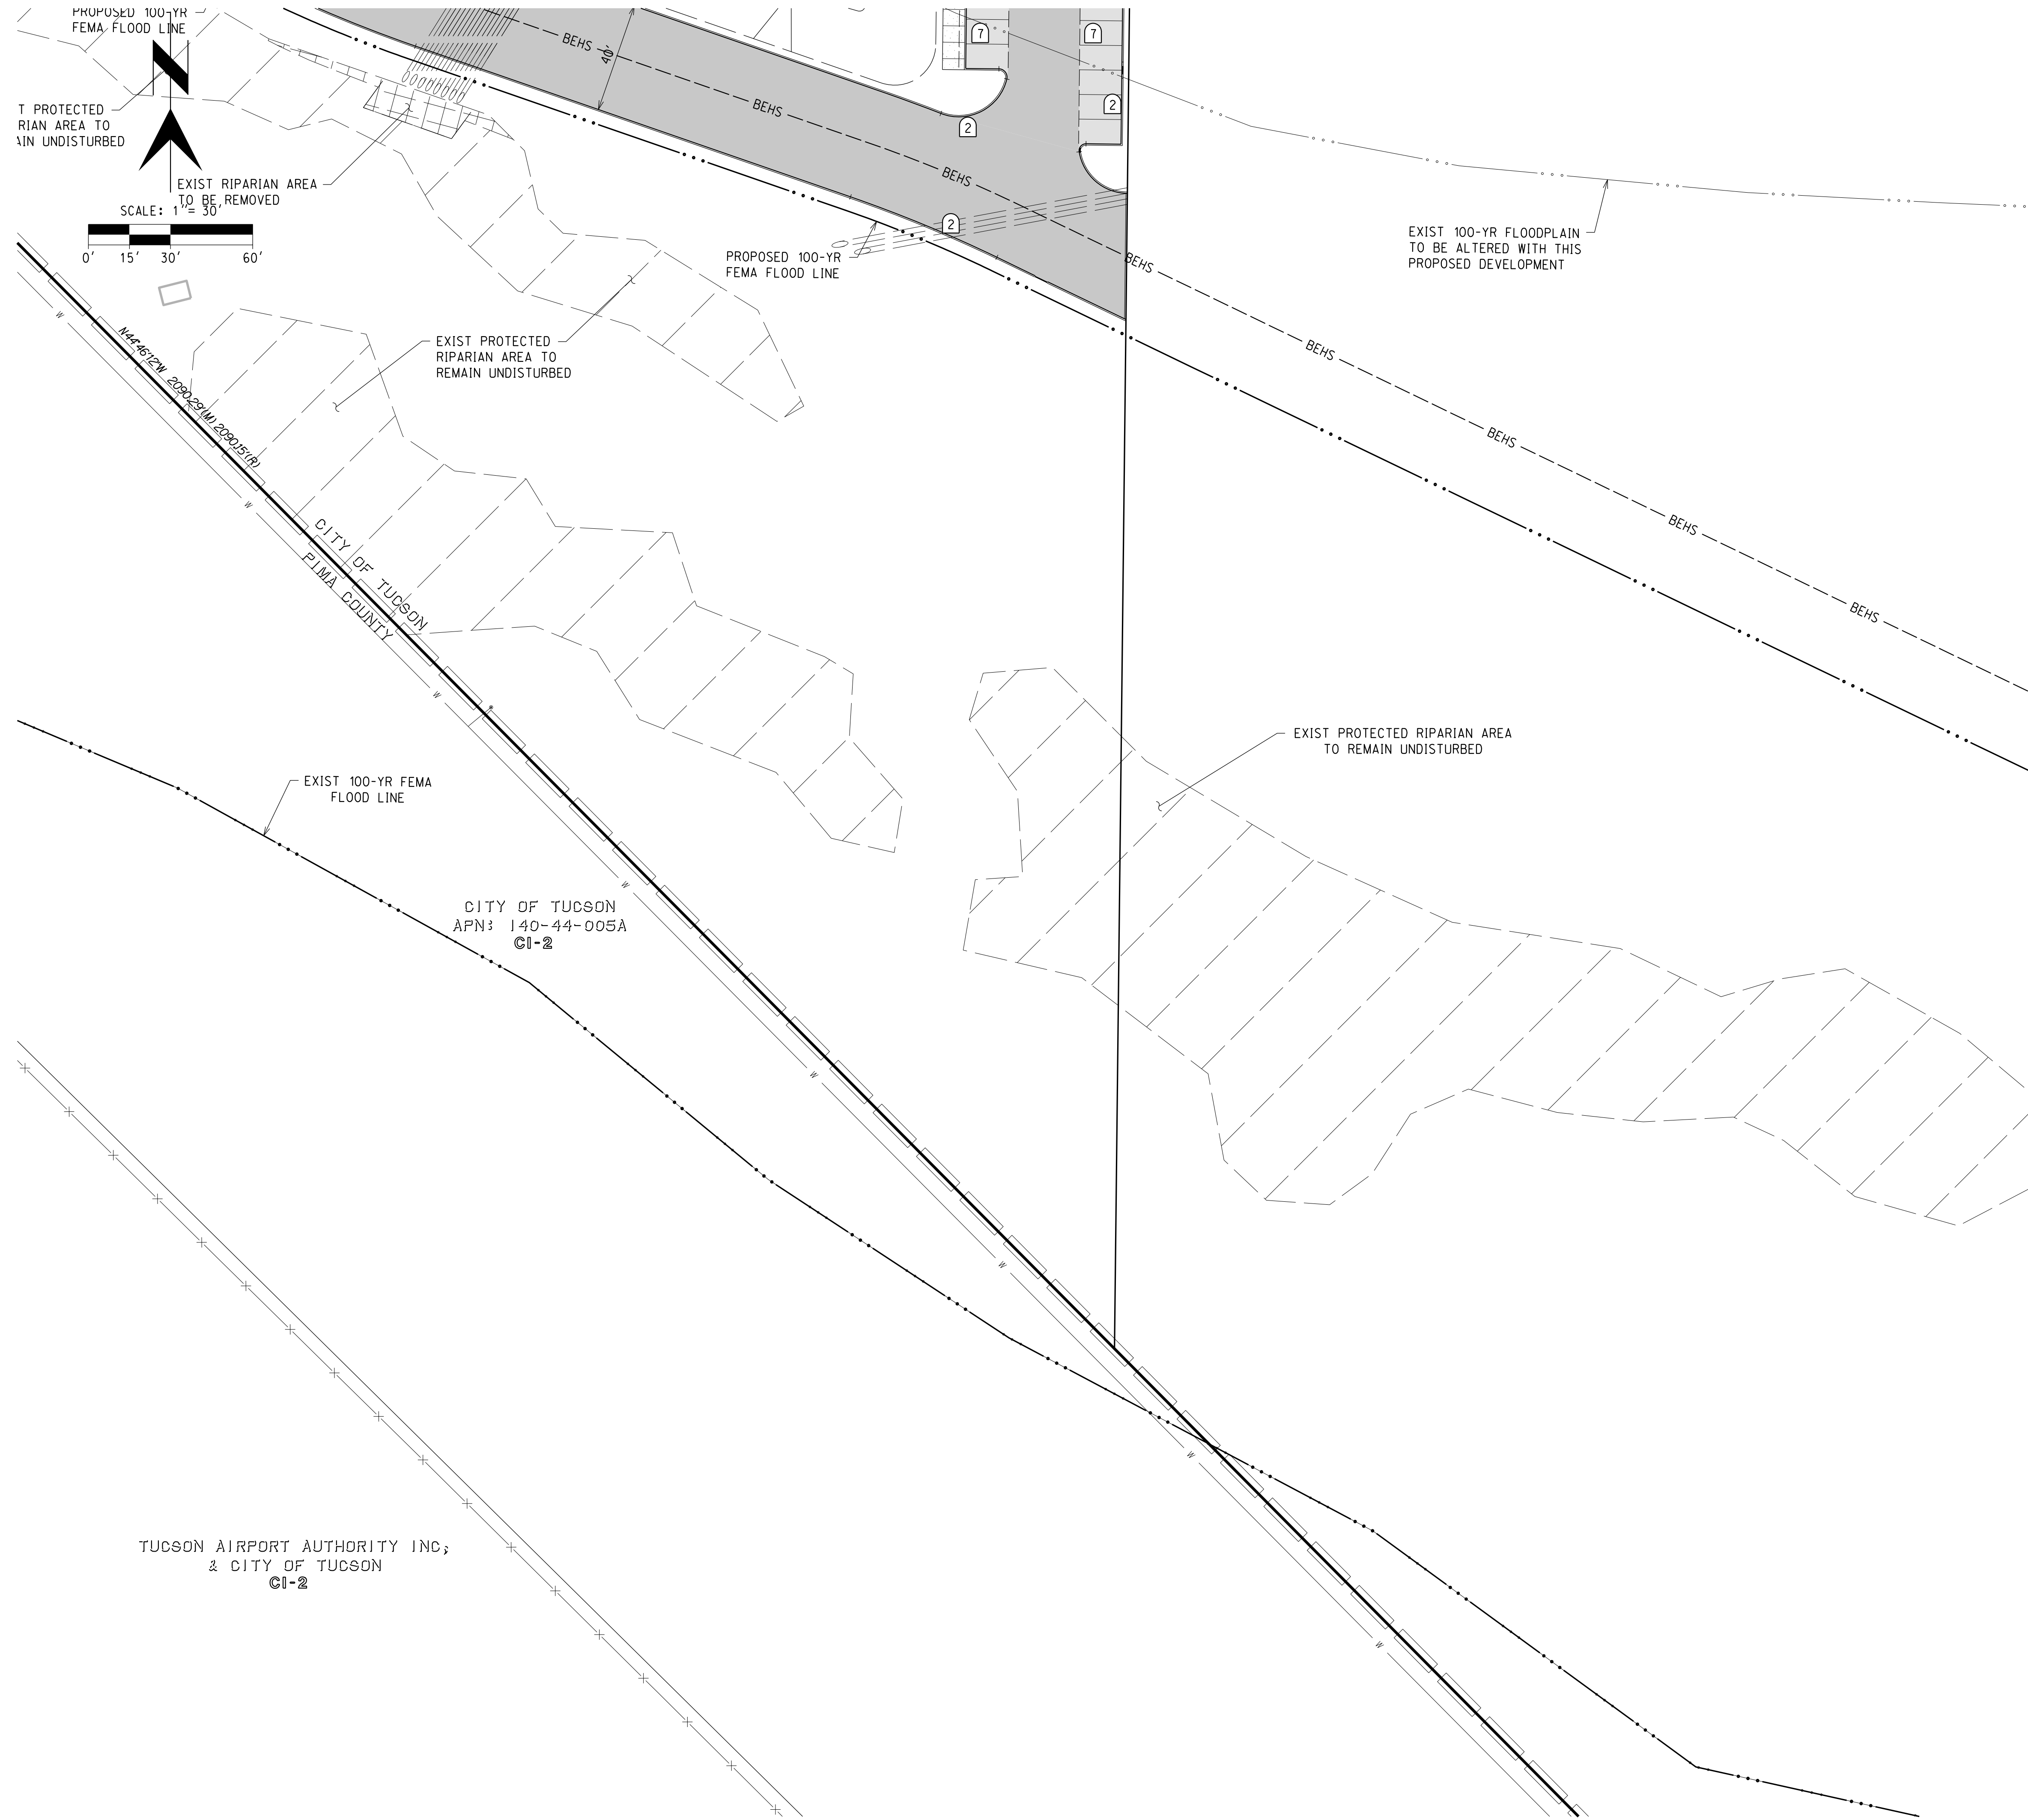 PROPOSED 100-YR
FEMA FLOOD LINE
T PROTECTED
RIAN AREA TO
AIN UNDISTURBED
EXIST RIPARIAN AREA
TO BE REMOVED
SCALE: 1"= 30'
0' 15' 30' 60'
BEHS
40'
BEHS
BEHS
BEHS
BEHS
BEHS
BEHS
BEHS
7
7
2
2
2
PROPOSED 100-YR
FEMA FLOOD LINE
EXIST 100-YR FLOODPLAIN
TO BE ALTERED WITH THIS
PROPOSED DEVELOPMENT
EXIST PROTECTED
RIPARIAN AREA TO
REMAIN UNDISTURBED
N44°46'12"W 2090.29'(M) 2090.15'(R)
CITY OF TUCSON
PIMA COUNTY
W
W
W
W
W
W
W
W
EXIST PROTECTED RIPARIAN AREA
TO REMAIN UNDISTURBED
EXIST 100-YR FEMA
FLOOD LINE
CITY OF TUCSON
APN: 140-44-005A
CI-2
TUCSON AIRPORT AUTHORITY INC;
& CITY OF TUCSON
CI-2